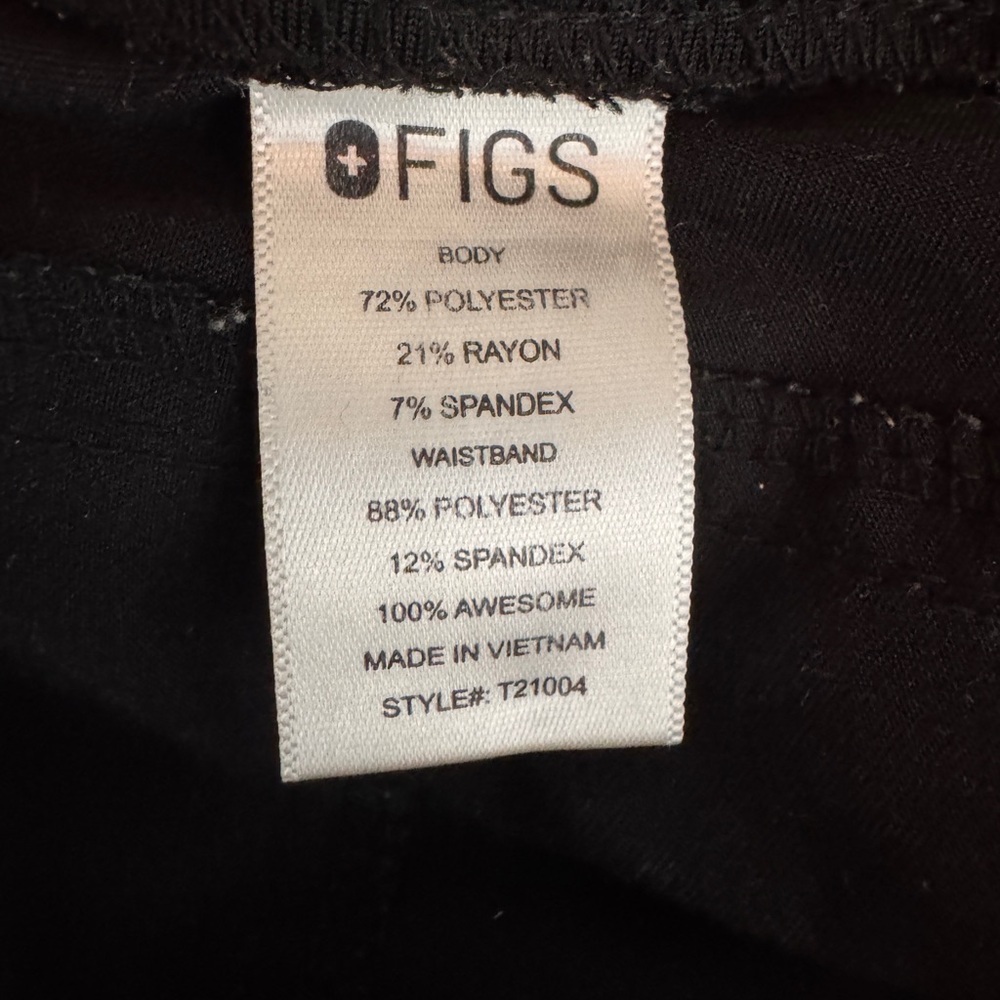 FIGS
BODY
72% POLYESTER
21% RAYON
7% SPANDEX
WAISTBAND
88% POLYESTER
12% SPANDEX
100% AWESOME
MADE IN VIETNAM
STYLE#: T21004